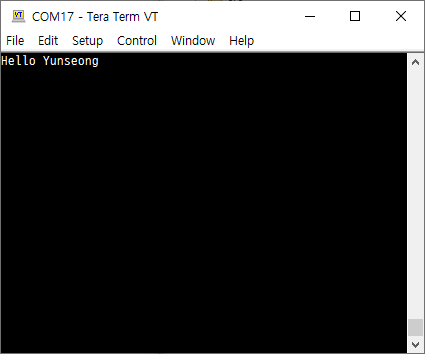 COM17 - Tera Term VT
File Edit Setup Control Window Help
Hello Yunseong